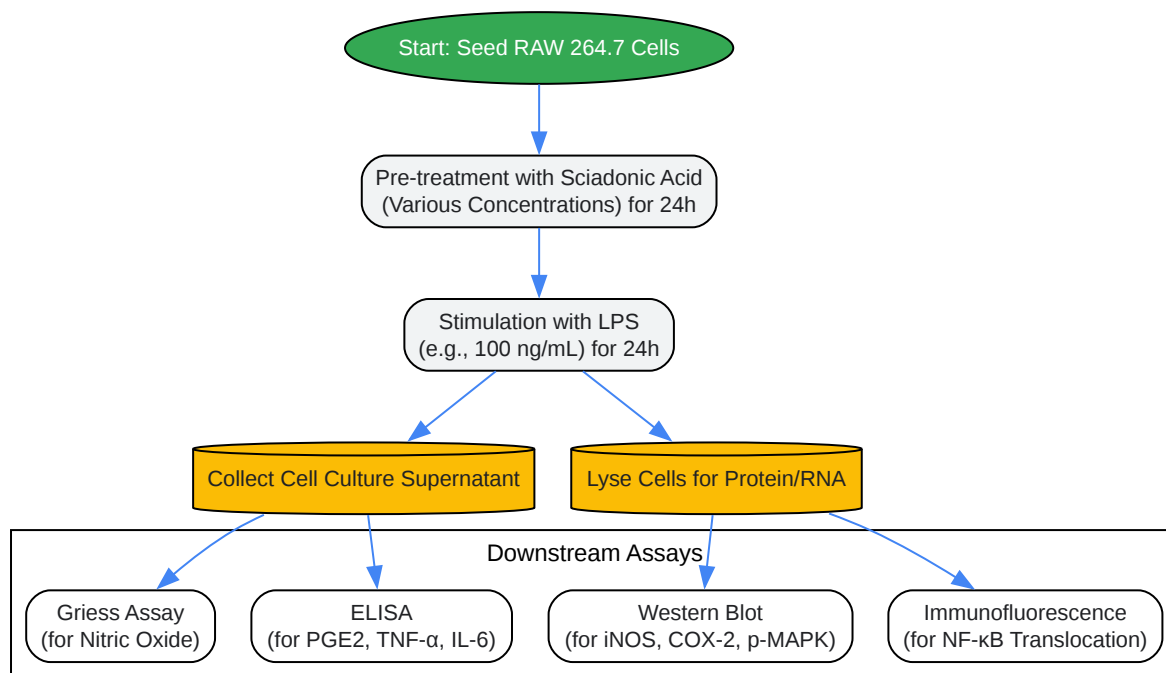 Start: Seed RAW 264.7 Cells
Pre-treatment with Sciadonic Acid
(Various Concentrations) for 24h
Stimulation with LPS
(e.g., 100 ng/mL) for 24h
Collect Cell Culture Supernatant
Lyse Cells for Protein/RNA
Downstream Assays
Griess Assay
(for Nitric Oxide)
ELISA
(for PGE2, TNF-α, IL-6)
Western Blot
(for iNOS, COX-2, p-MAPK)
Immunofluorescence
(for NF-κB Translocation)